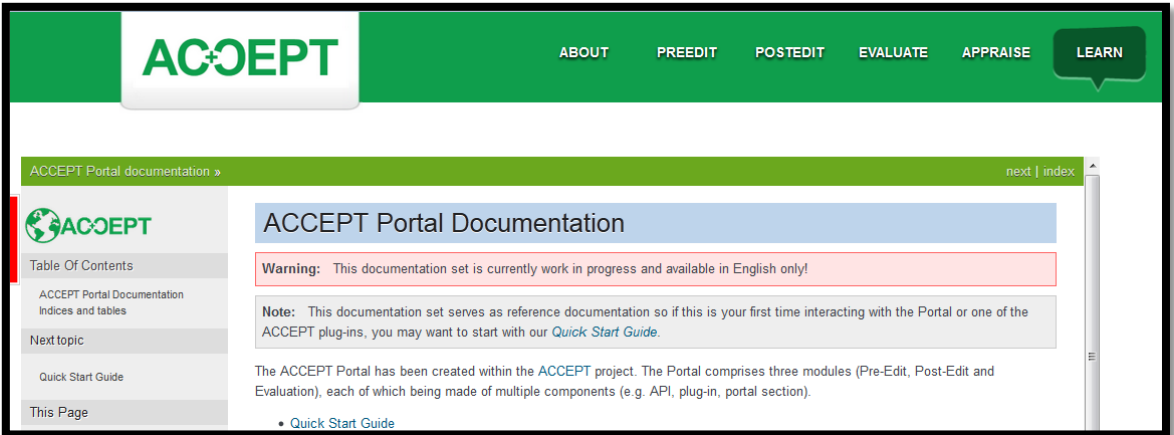 ACCEPT
ABOUT PREEDIT POSTEDIT EVALUATE APPRAISE LEARN
ACCEPT Portal documentation »
next | index
ACCEPT
Table Of Contents
ACCEPT Portal Documentation
Indices and tables
Next topic
Quick Start Guide
This Page
ACCEPT Portal Documentation
Warning: This documentation set is currently work in progress and available in English only!
Note: This documentation set serves as reference documentation so if this is your first time interacting with the Portal or one of the
ACCEPT plug-ins, you may want to start with our Quick Start Guide.
The ACCEPT Portal has been created within the ACCEPT project. The Portal comprises three modules (Pre-Edit, Post-Edit and
Evaluation), each of which being made of multiple components (e.g. API, plug-in, portal section).
• Quick Start Guide